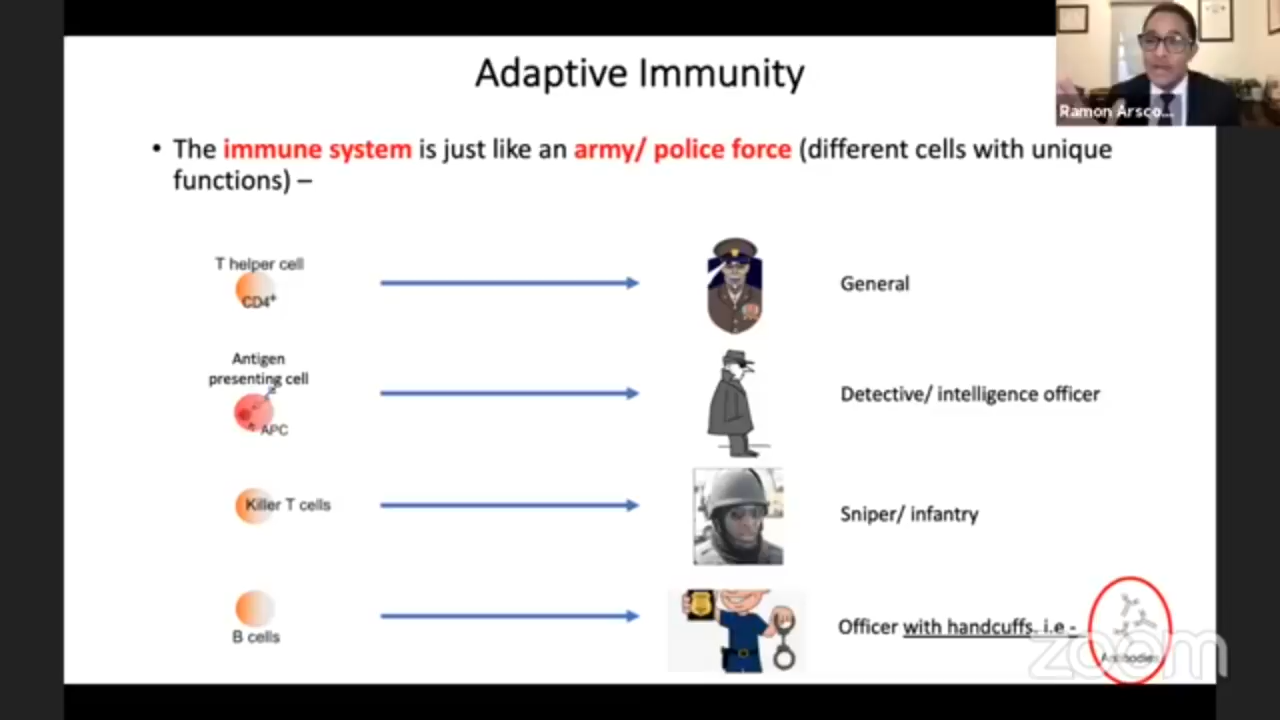 Adaptive Immunity
Ramon Arsco...
• The immune system is just like an army/ police force (different cells with unique
functions) –
T helper cell
CD4+
General
Antigen
presenting cell
APC
Detective/ intelligence officer
Killer T cells
Sniper/ infantry
B cells
Officer with handcuffs. i.e -
Antibodies
zoom